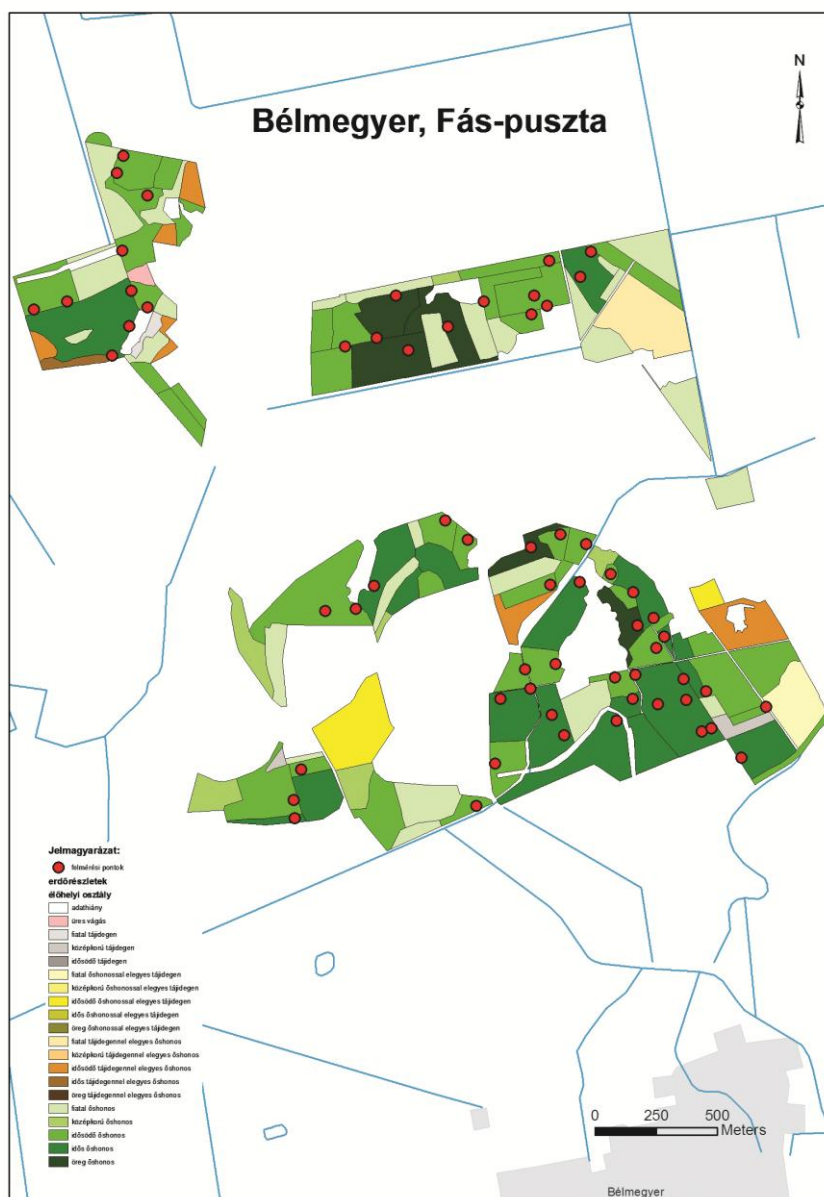 Bélmegyer, Fás-puszta
N
Jelmagyarázat:
felmérési pontok
erdőrészletek
élőhelyi osztály
adathiány
üres vágás
fiatal tájidegen
középkorú tájidegen
idősödő tájidegen
fiatal őshonossal elegyes tájidegen
középkorú őshonossal elegyes tájidegen
idősödő őshonossal elegyes tájidegen
idős őshonossal elegyes tájidegen
öreg őshonossal elegyes tájidegen
fiatal tájidegennel elegyes őshonos
középkorú tájidegennel elegyes őshonos
idősödő tájidegennel elegyes őshonos
idős tájidegennel elegyes őshonos
öreg tájidegennel elegyes őshonos
fiatal őshonos
középkorú őshonos
idősödő őshonos
idős őshonos
öreg őshonos
0 250 500
Meters
Bélmegyer